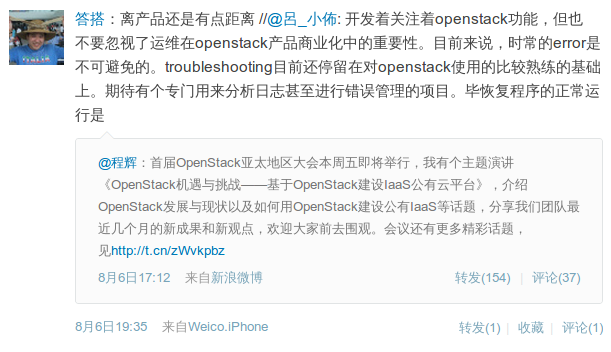 答搭：离产品还是有点距离 //@吕_小佈: 开发着关注着openstack功能，但也
不要忽视了运维在openstack产品商业化中的重要性。目前来说，时常的error是
不可避免的。troubleshooting目前还停留在对openstack使用的比较熟练的基础
上。期待有个专门用来分析日志甚至进行错误管理的项目。毕恢复程序的正常运
行是
@程辉：首届OpenStack亚太地区大会本周五即将举行，我有个主题演讲
《OpenStack机遇与挑战——基于OpenStack建设IaaS公有云平台》，介绍
OpenStack发展与现状以及如何用OpenStack建设公有IaaS等话题，分享我们团队最
近几个月的新成果和新观点，欢迎大家前去围观。会议还有更多精彩话题，
见http://t.cn/zWvkpbz
8月6日17:12 来自新浪微博 转发(154) | 评论(37)
8月6日19:35 来自Weico.iPhone 转发(1) | 收藏 | 评论(1)